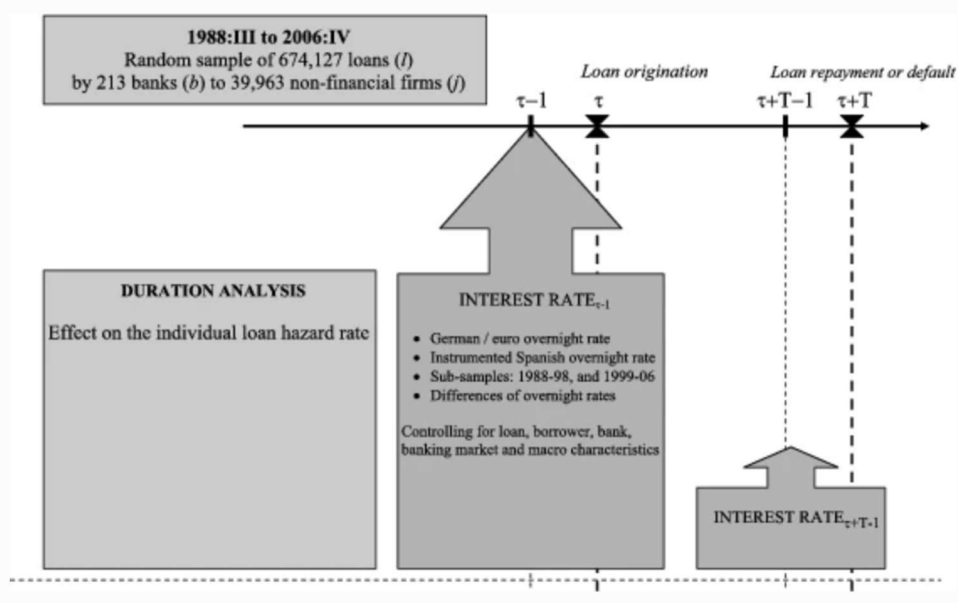 1988:III to 2006:IV
Random sample of 674,127 loans (l)
by 213 banks (b) to 39,963 non-financial firms (j)
Loan origination
Loan repayment or default
τ–1 τ τ+T–1 τ+T
DURATION ANALYSIS
Effect on the individual loan hazard rate
INTEREST RATEτ-1
• German / euro overnight rate
• Instrumented Spanish overnight rate
• Sub-samples: 1988-98, and 1999-06
• Differences of overnight rates
Controlling for loan, borrower, bank,
banking market and macro characteristics
INTEREST RATEτ+T-1